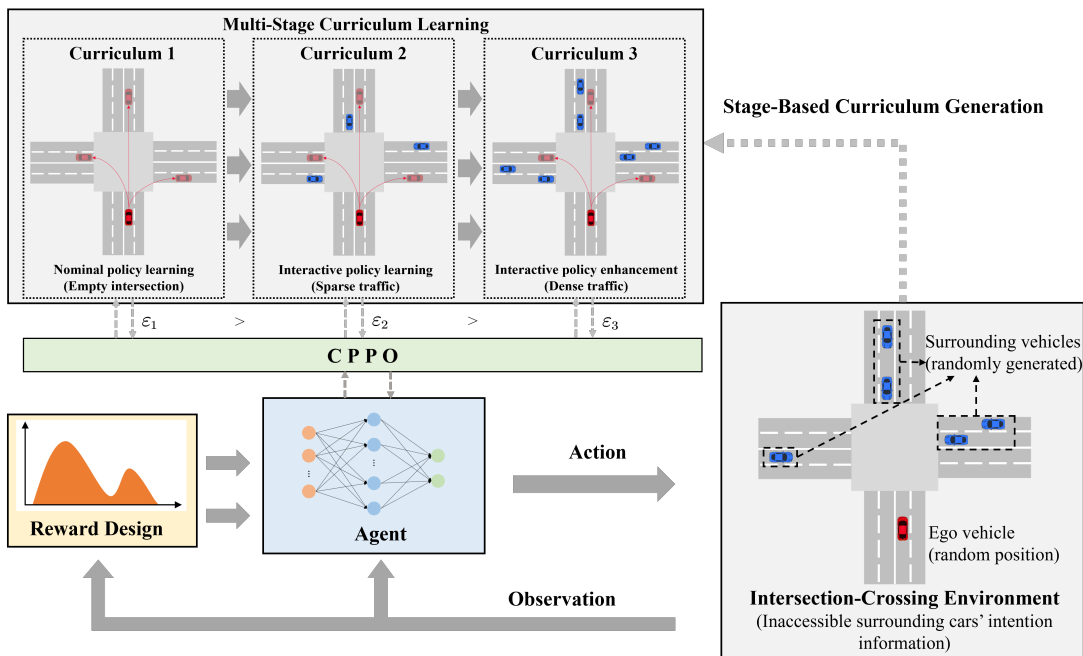 Multi-Stage Curriculum Learning
Curriculum 1
Curriculum 2
Curriculum 3
Nominal policy learning
(Empty intersection)
Interactive policy learning
(Sparse traffic)
Interactive policy enhancement
(Dense traffic)
Stage-Based Curriculum Generation
ε1 > ε2 > ε3
C P P O
Reward Design
Agent
Action
Observation
Surrounding vehicles
(randomly generated)
Ego vehicle
(random position)
Intersection-Crossing Environment
(Inaccessible surrounding cars' intention
information)